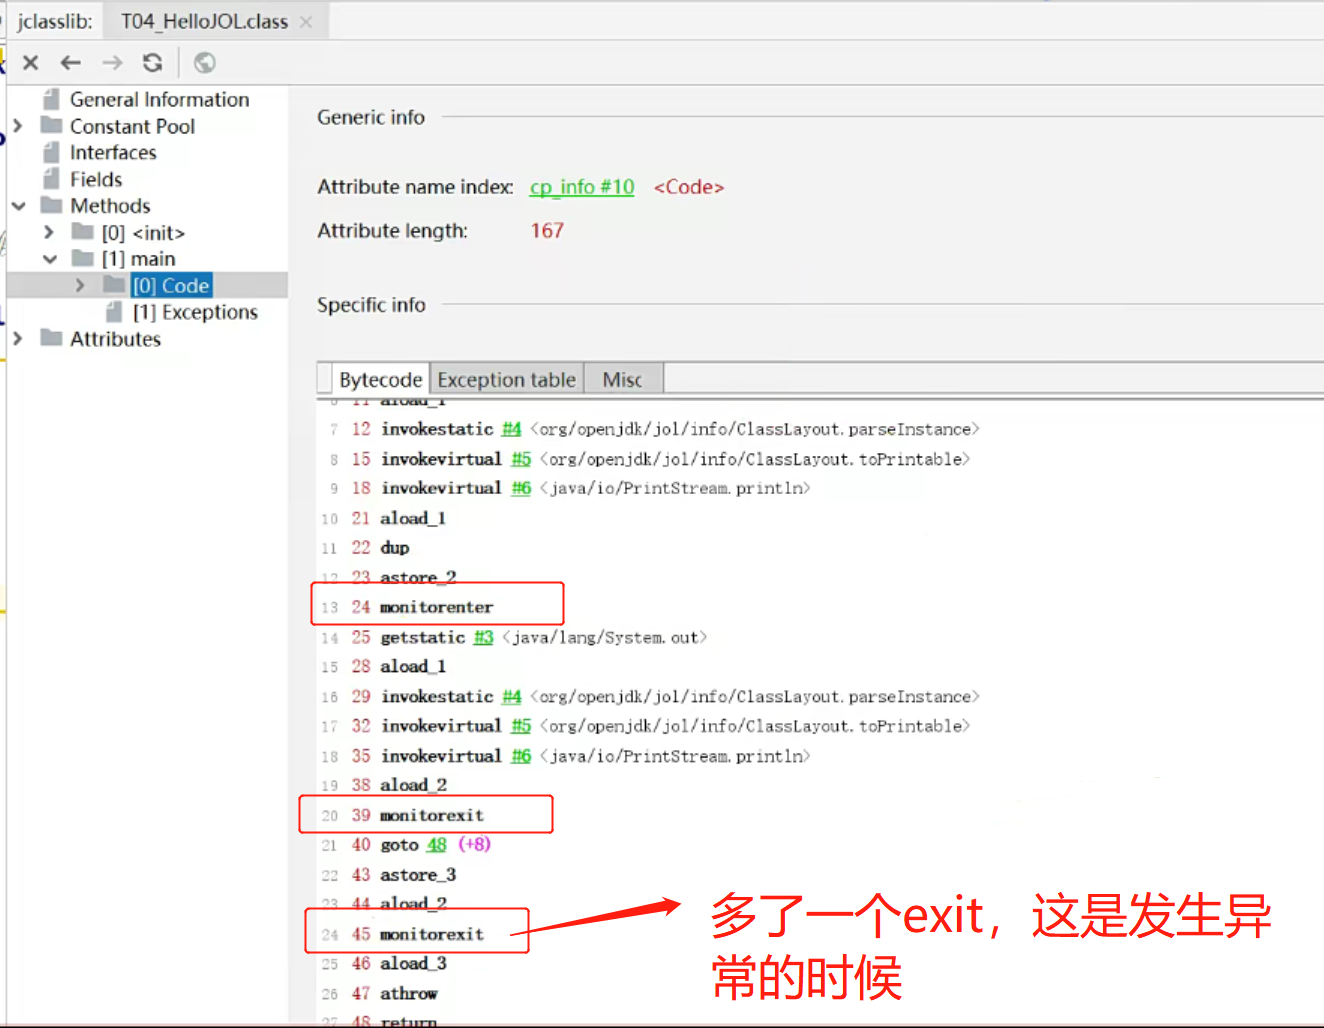 jclasslib:
T04_HelloJOL.class
General Information
Constant Pool
Interfaces
Fields
Methods
[0] <init>
[1] main
[0] Code
[1] Exceptions
Attributes
Generic info
Attribute name index: cp_info #10 <Code>
Attribute length: 167
Specific info
Bytecode Exception table Misc
6 11 aload_1
7 12 invokestatic #4 <org/openjdk/jol/info/ClassLayout.parseInstance>
8 15 invokevirtual #5 <org/openjdk/jol/info/ClassLayout.toPrintable>
9 18 invokevirtual #6 <java/io/PrintStream.println>
10 21 aload_1
11 22 dup
12 23 astore_2
13 24 monitorenter
14 25 getstatic #3 <java/lang/System.out>
15 28 aload_1
16 29 invokestatic #4 <org/openjdk/jol/info/ClassLayout.parseInstance>
17 32 invokevirtual #5 <org/openjdk/jol/info/ClassLayout.toPrintable>
18 35 invokevirtual #6 <java/io/PrintStream.println>
19 38 aload_2
20 39 monitorexit
21 40 goto 48 (+8)
22 43 astore_3
23 44 aload_2
24 45 monitorexit
25 46 aload_3
26 47 athrow
27 48 return
多了一个exit，这是发生异
常的时候